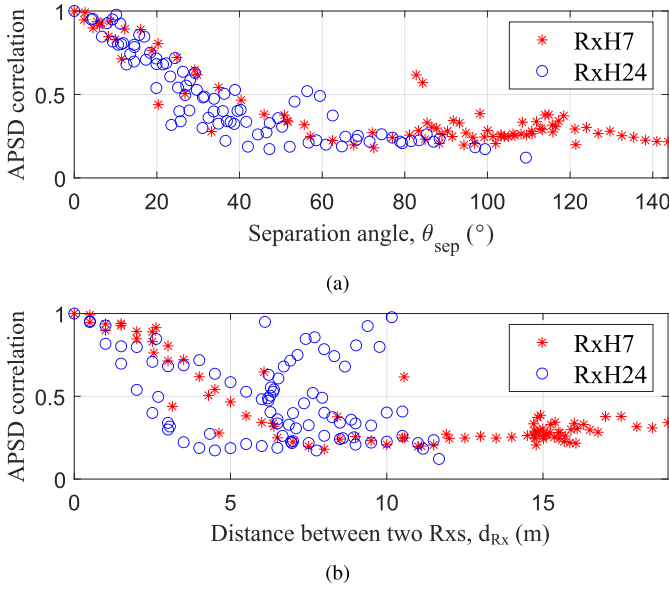 1
0.5
0
APSD correlation
RxH7
RxH24
0 20 40 60 80 100 120 140
Separation angle, θsep (°)
(a)
1
0.5
0
APSD correlation
RxH7
RxH24
0 5 10 15
Distance between two Rxs, dRx (m)
(b)